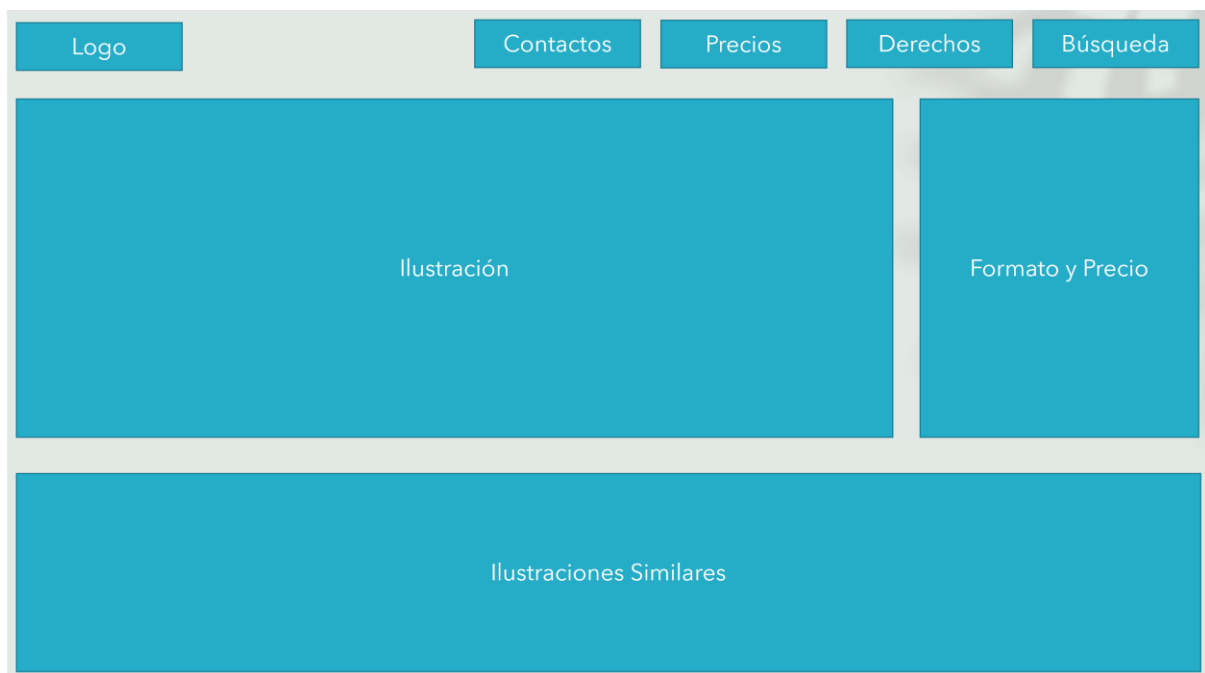 Logo
Contactos
Precios
Derechos
Búsqueda
Ilustración
Formato y Precio
Ilustraciones Similares